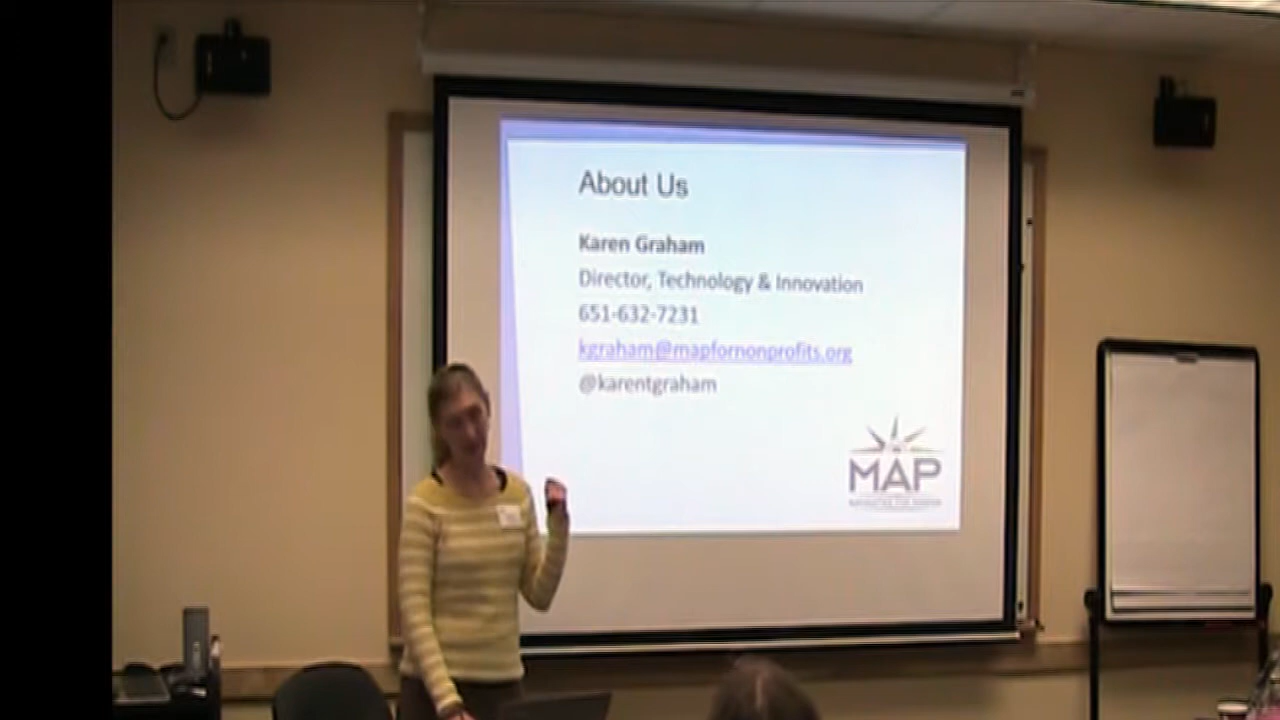 About Us
Karen Graham
Director, Technology & Innovation
651-632-7231
kgraham@mapfornonprofits.org
@karentgraham
MAP